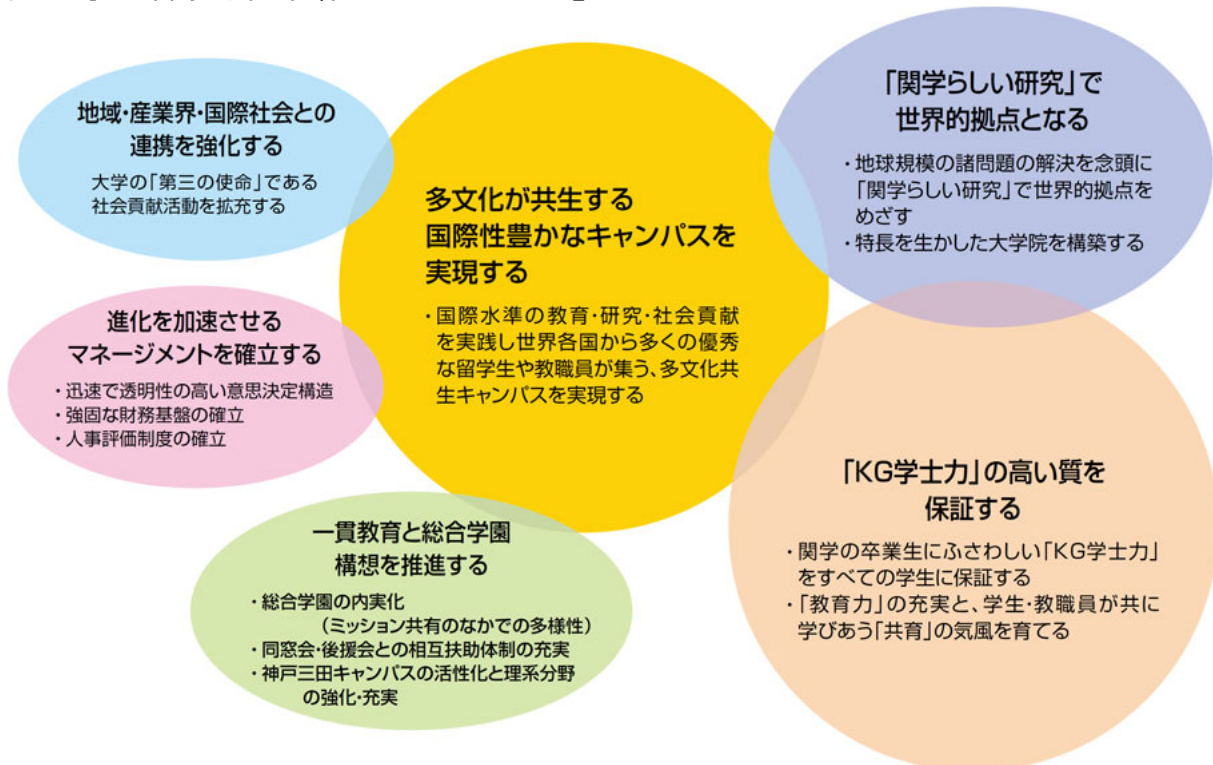 地域・産業界・国際社会との
連携を強化する
大学の「第三の使命」である
社会貢献活動を拡充する
進化を加速させる
マネージメントを確立する
・迅速で透明性の高い意思決定構造
・強固な財務基盤の確立
・人事評価制度の確立
一貫教育と総合学園
構想を推進する
・総合学園の内実化
（ミッション共有のなかでの多様性）
・同窓会・後援会との相互扶助体制の充実
・神戸三田キャンパスの活性化と理系分野
の強化・充実
多文化が共生する
国際性豊かなキャンパスを
実現する
・国際水準の教育・研究・社会貢献
を実践し世界各国から多くの優秀
な留学生や教職員が集う、多文化共
生キャンパスを実現する
「関学らしい研究」で
世界的拠点となる
・地球規模の諸問題の解決を念頭に
「関学らしい研究」で世界的拠点を
めざす
・特長を生かした大学院を構築する
「KG学士力」の高い質を
保証する
・関学の卒業生にふさわしい「KG学士力」
をすべての学生に保証する
・「教育力」の充実と、学生・教職員が共に
学びあう「共育」の気風を育てる